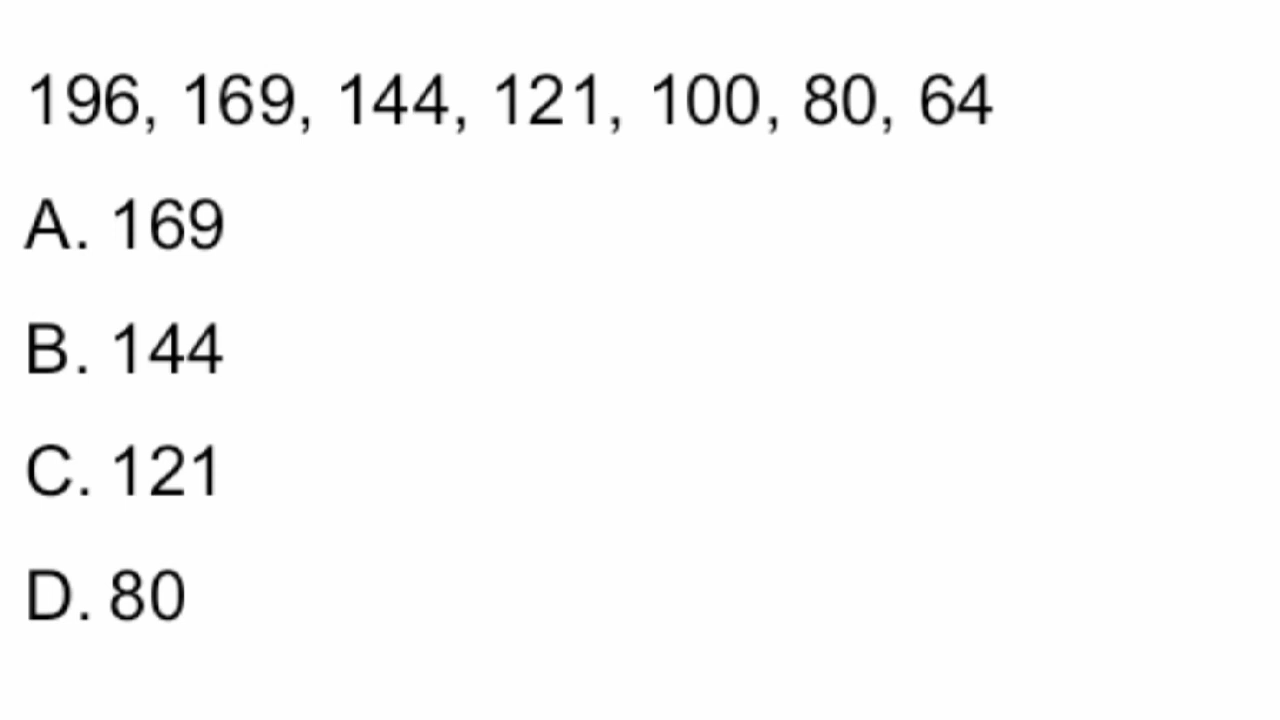 196, 169, 144, 121, 100, 80, 64
A. 169
B. 144
C. 121
D. 80